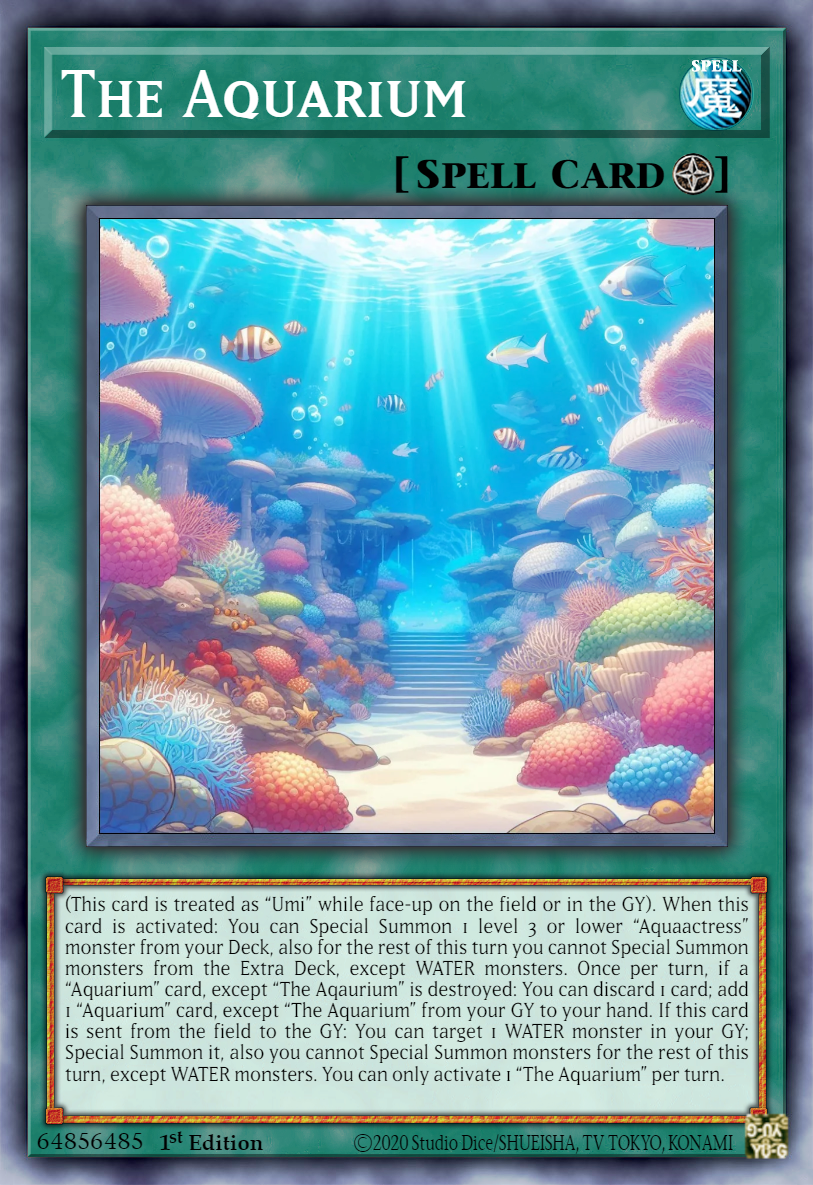 The Aquarium
SPELL
魔
[Spell Card]
(This card is treated as “Umi” while face-up on the field or in the GY). When this
card is activated: You can Special Summon 1 level 3 or lower “Aquaactress”
monster from your Deck, also for the rest of this turn you cannot Special Summon
monsters from the Extra Deck, except WATER monsters. Once per turn, if a
“Aquarium” card, except “The Aqaurium” is destroyed: You can discard 1 card; add
1 “Aquarium” card, except “The Aquarium” from your GY to your hand. If this card
is sent from the field to the GY: You can target 1 WATER monster in your GY;
Special Summon it, also you cannot Special Summon monsters for the rest of this
turn, except WATER monsters. You can only activate 1 “The Aquarium” per turn.
64856485 1st Edition ©2020 Studio Dice/SHUEISHA, TV TOKYO, KONAMI